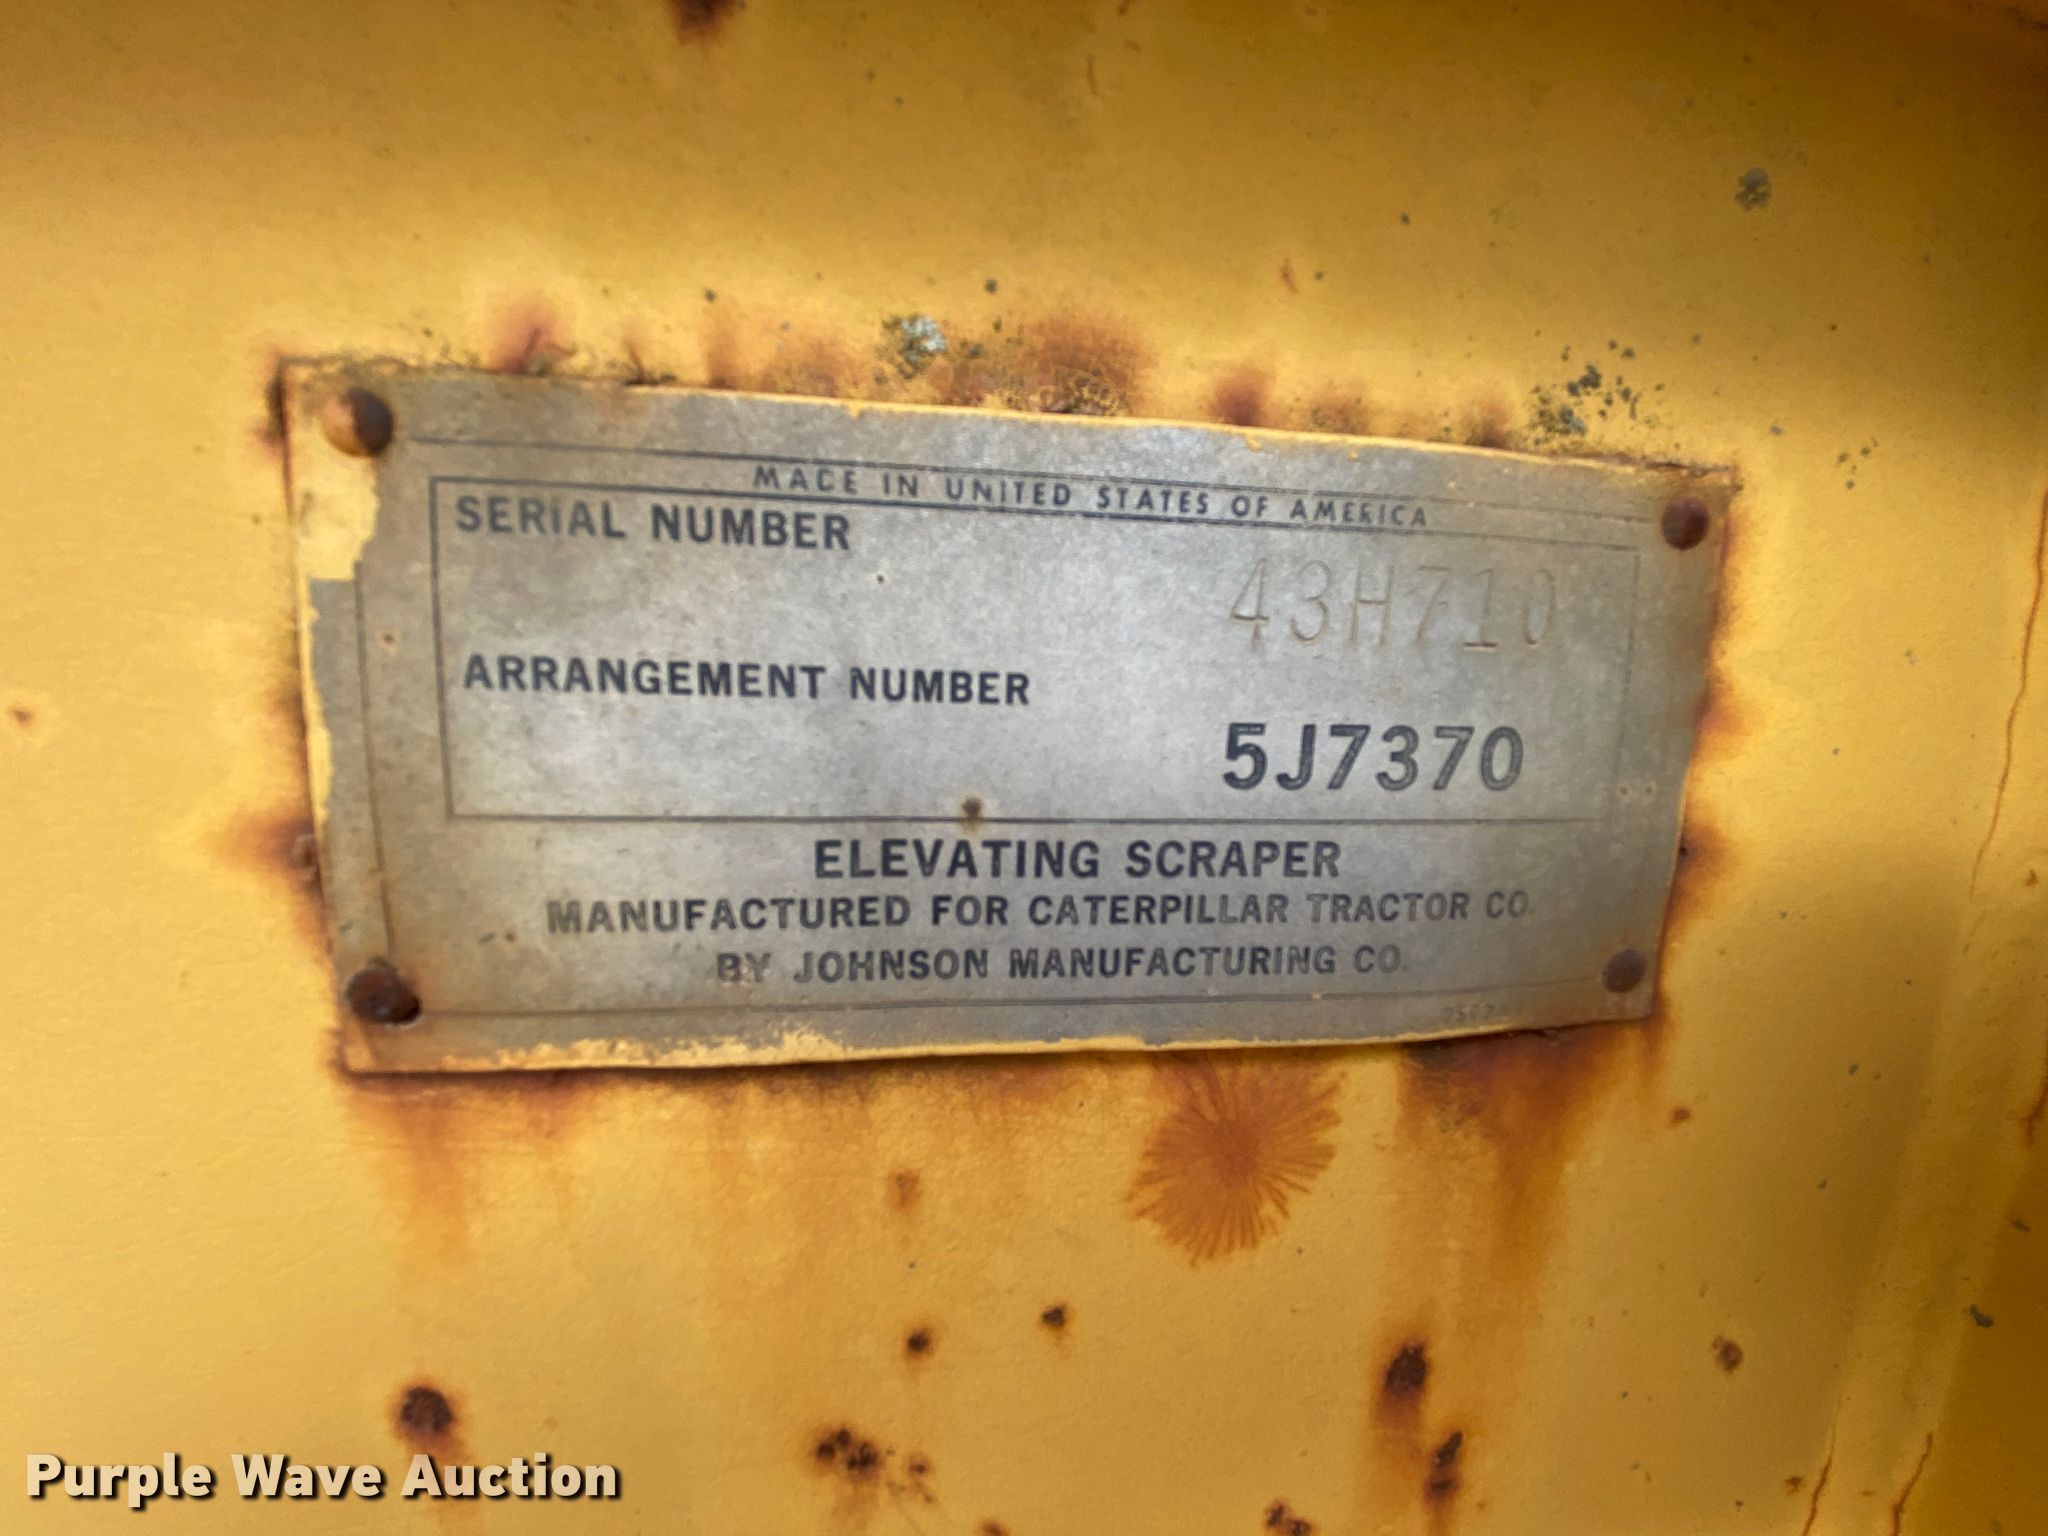 MADE IN UNITED STATES OF AMERICA
SERIAL NUMBER
43H710
ARRANGEMENT NUMBER
5J7370
ELEVATING SCRAPER
MANUFACTURED FOR CATERPILLAR TRACTOR CO.
BY JOHNSON MANUFACTURING CO.
Purple Wave Auction